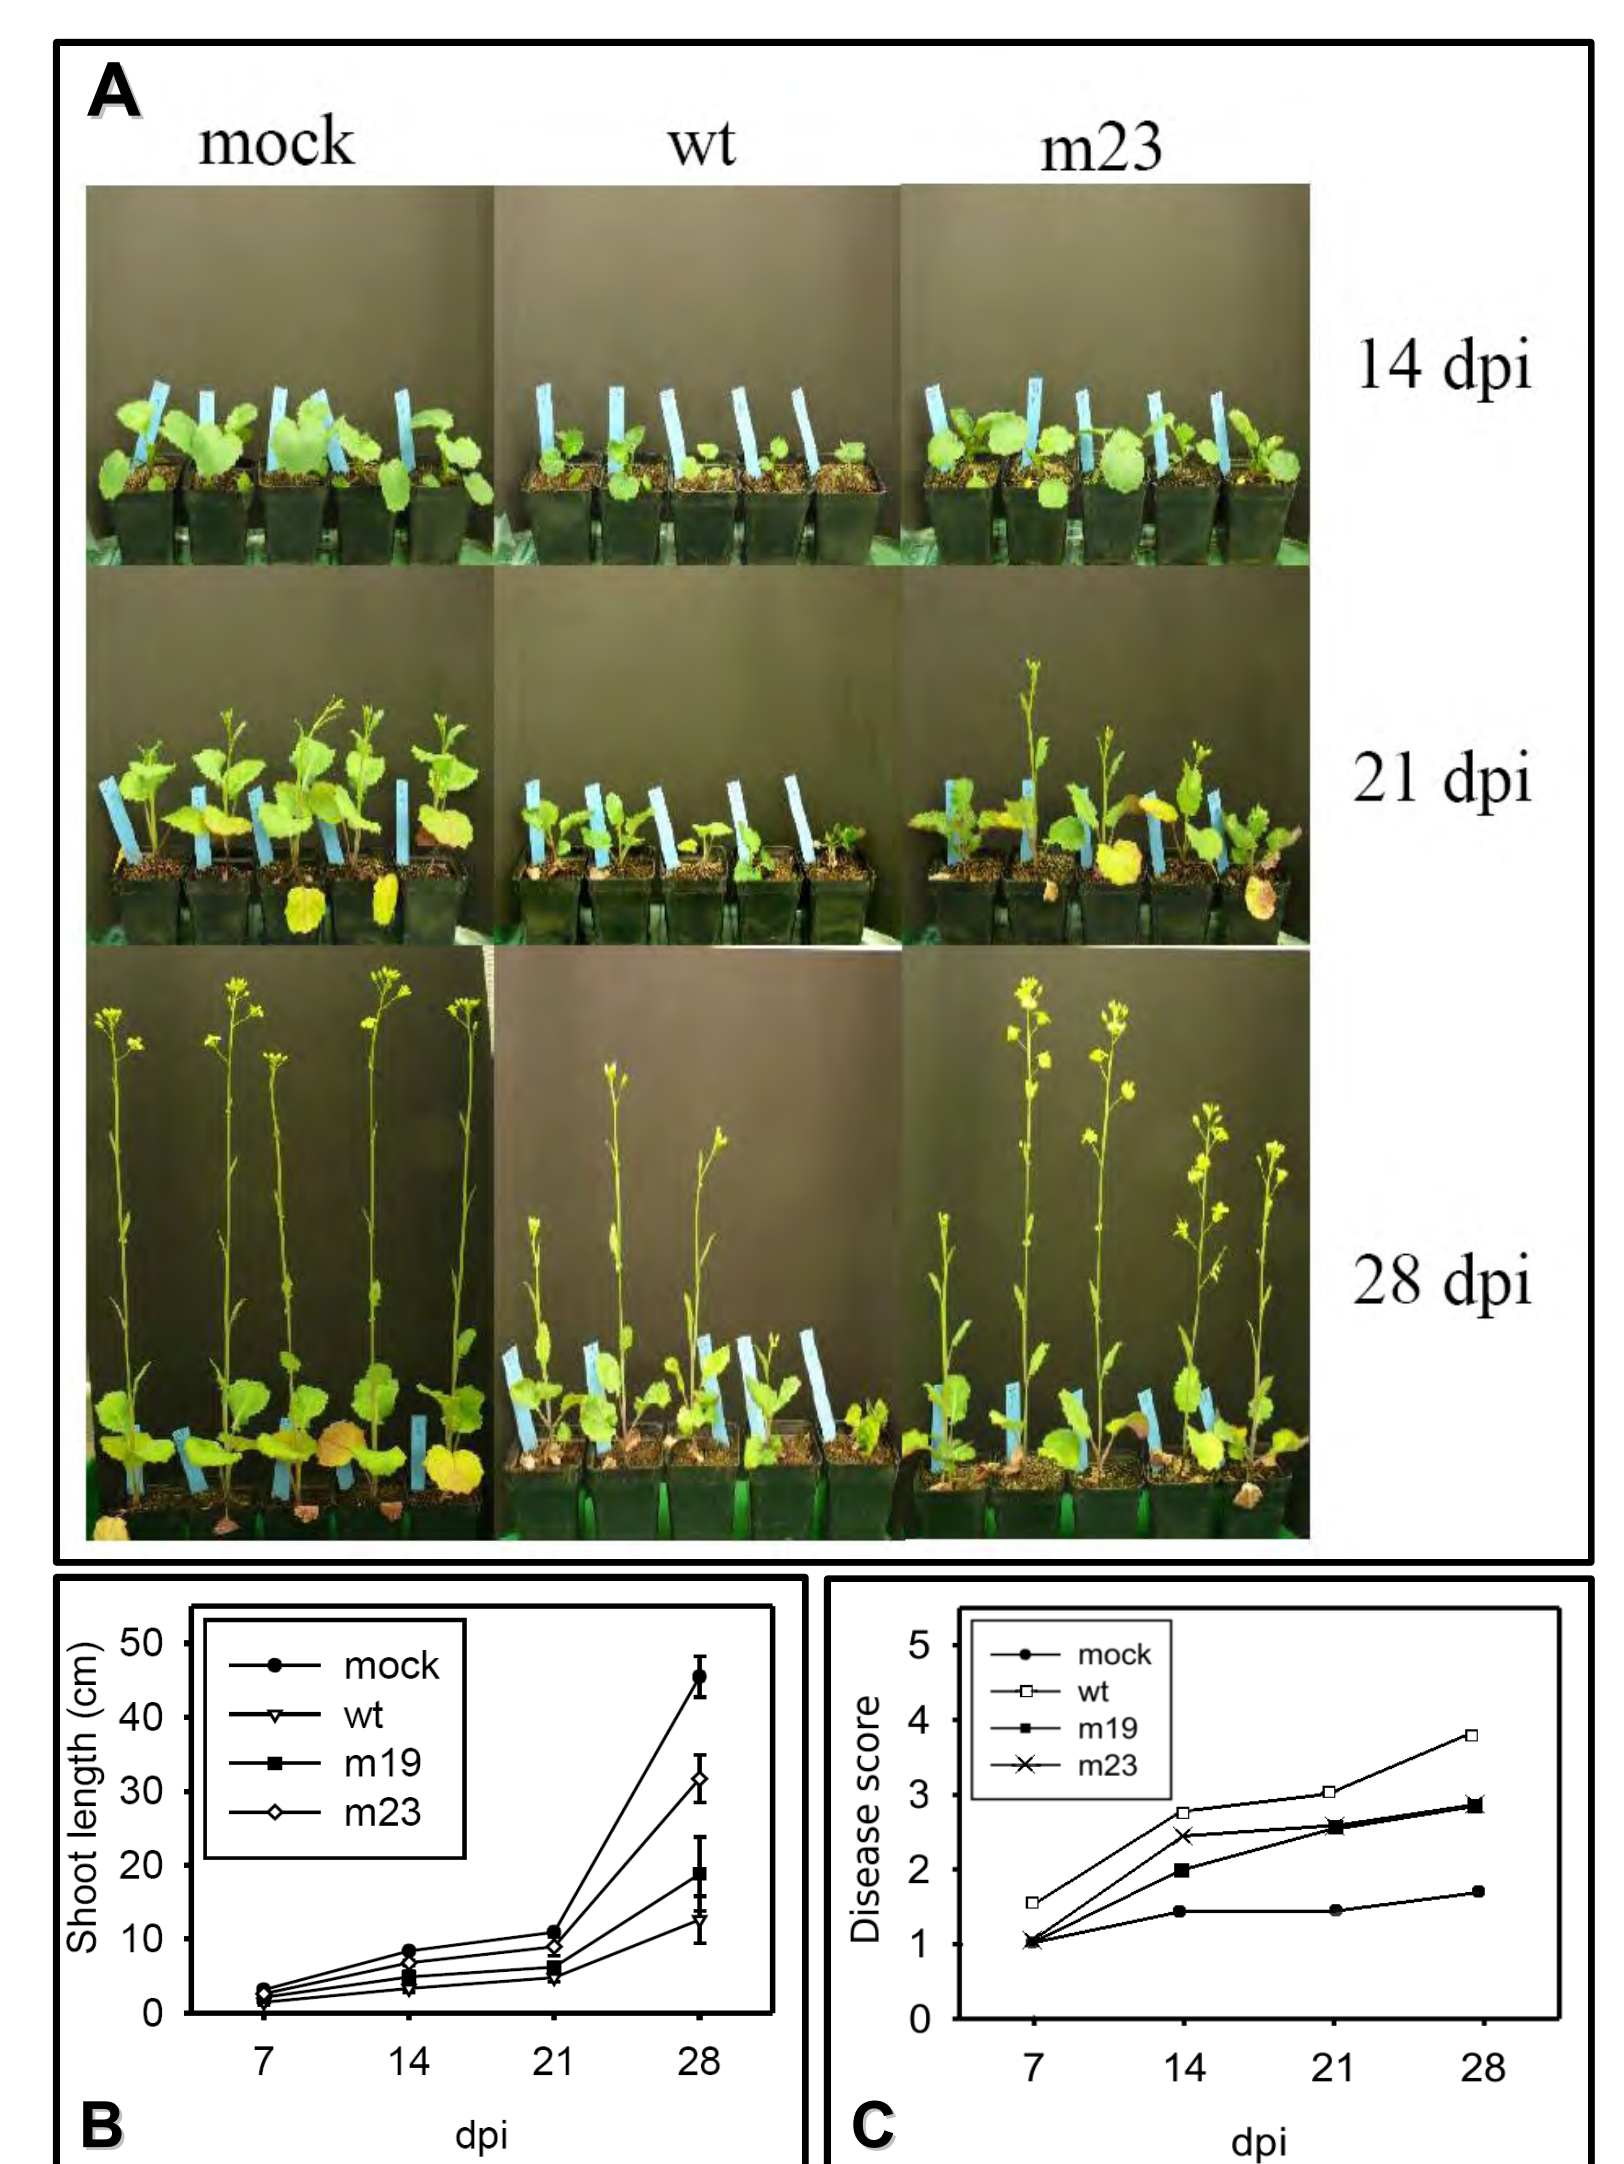 A
mock wt m23
14 dpi
21 dpi
28 dpi
Shoot length (cm)
50
40
30
20
10
0
mock
wt
m19
m23
7 14 21 28
dpi
B
Disease score
5
4
3
2
1
0
mock
wt
m19
m23
7 14 21 28
dpi
C